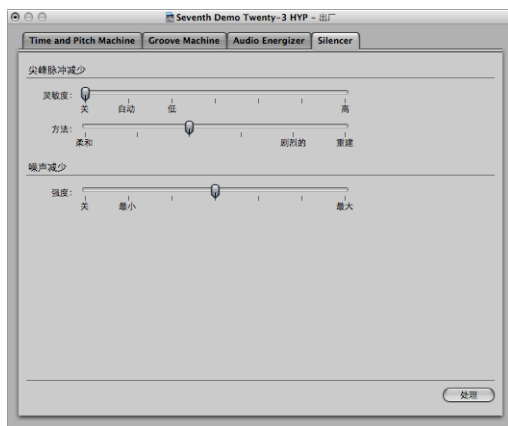 Seventh Demo Twenty-3 HYP – 出厂
Time and Pitch Machine Groove Machine Audio Energizer Silencer
尖峰脉冲减少
灵敏度：
关 自动 低 高
方法：
柔和 剧烈的 重建
噪声减少
强度：
关 最小 最大
处理